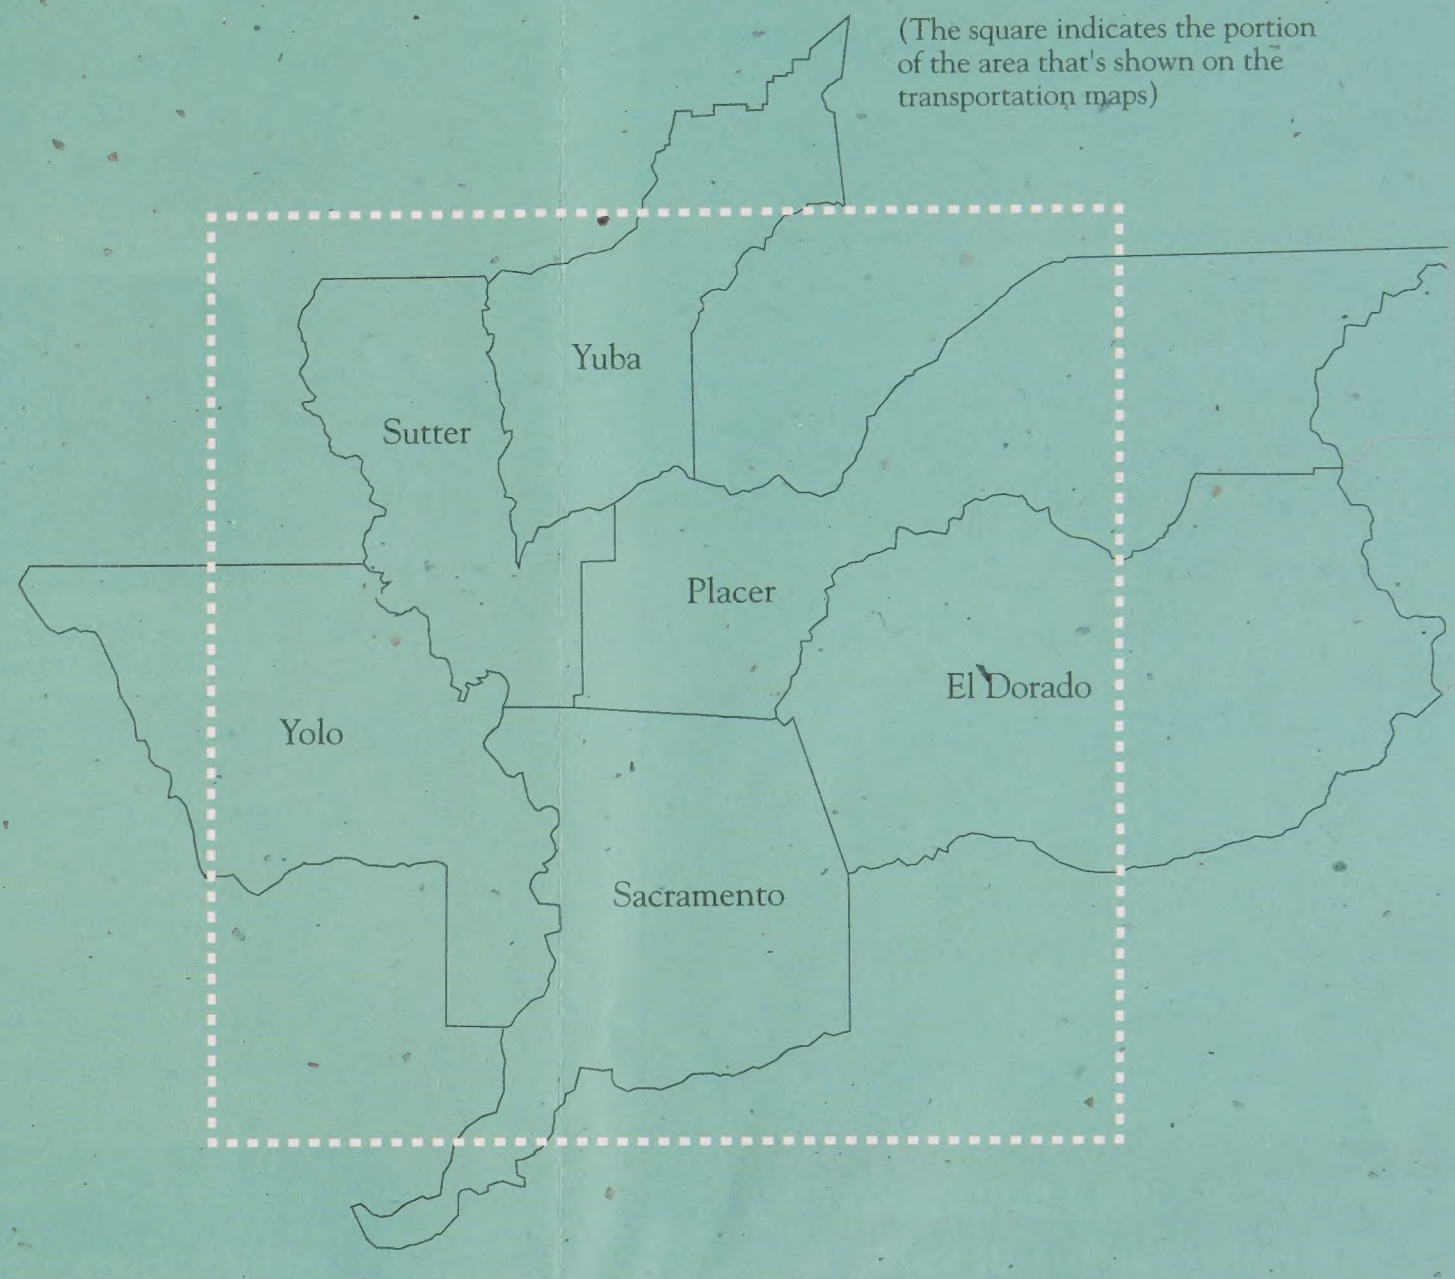 (The square indicates the portion
of the area that's shown on the
transportation maps)
Yuba
Sutter
Placer
El Dorado
Yolo
Sacramento